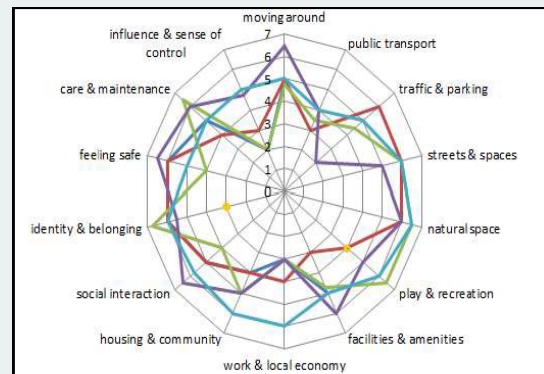 moving around
7
6
5
4
3
2
1
0
public transport
traffic & parking
streets & spaces
natural space
play & recreation
facilities & amenities
work & local economy
housing & community
social interaction
identity & belonging
feeling safe
care & maintenance
influence & sense of
control